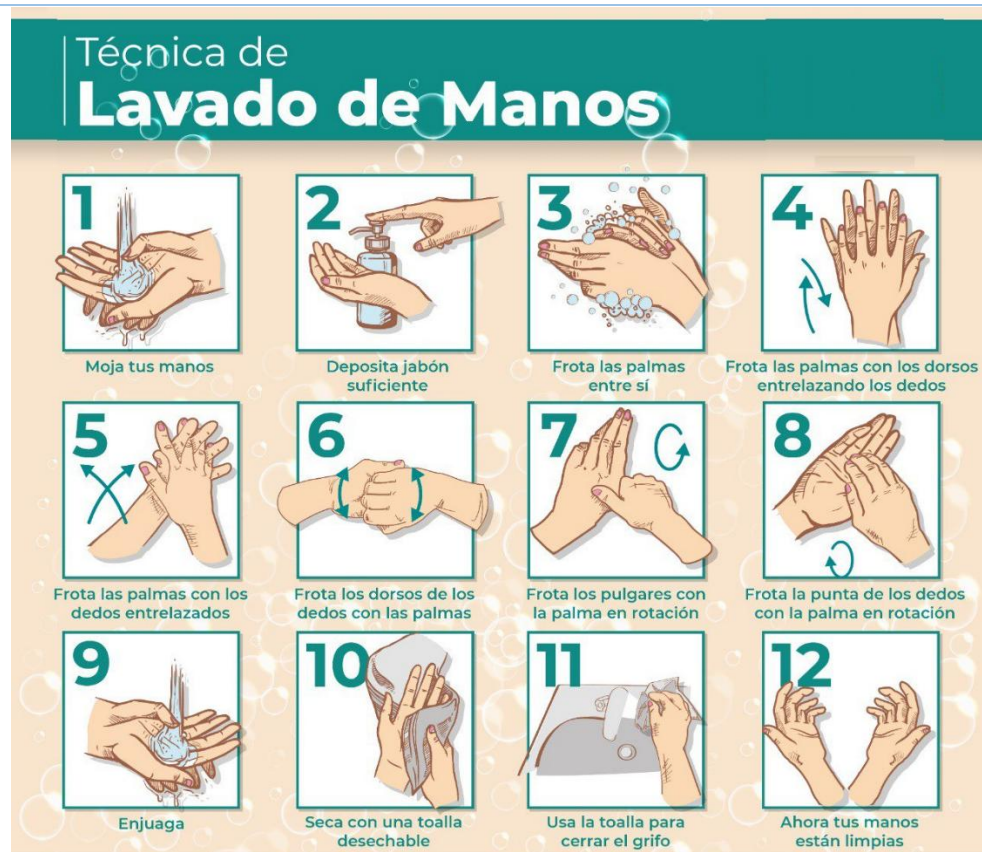 Técnica de
Lavado de Manos
1
Moja tus manos
2
Deposita jabón
suficiente
3
Frota las palmas
entre sí
4
Frota las palmas con los dorsos
entrelazando los dedos
5
Frota las palmas con los
dedos entrelazados
6
Frota los dorsos de los
dedos con las palmas
7
Frota los pulgares con
la palma en rotación
8
Frota la punta de los dedos
con la palma en rotación
9
Enjuaga
10
Seca con una toalla
desechable
11
Usa la toalla para
cerrar el grifo
12
Ahora tus manos
están limpias